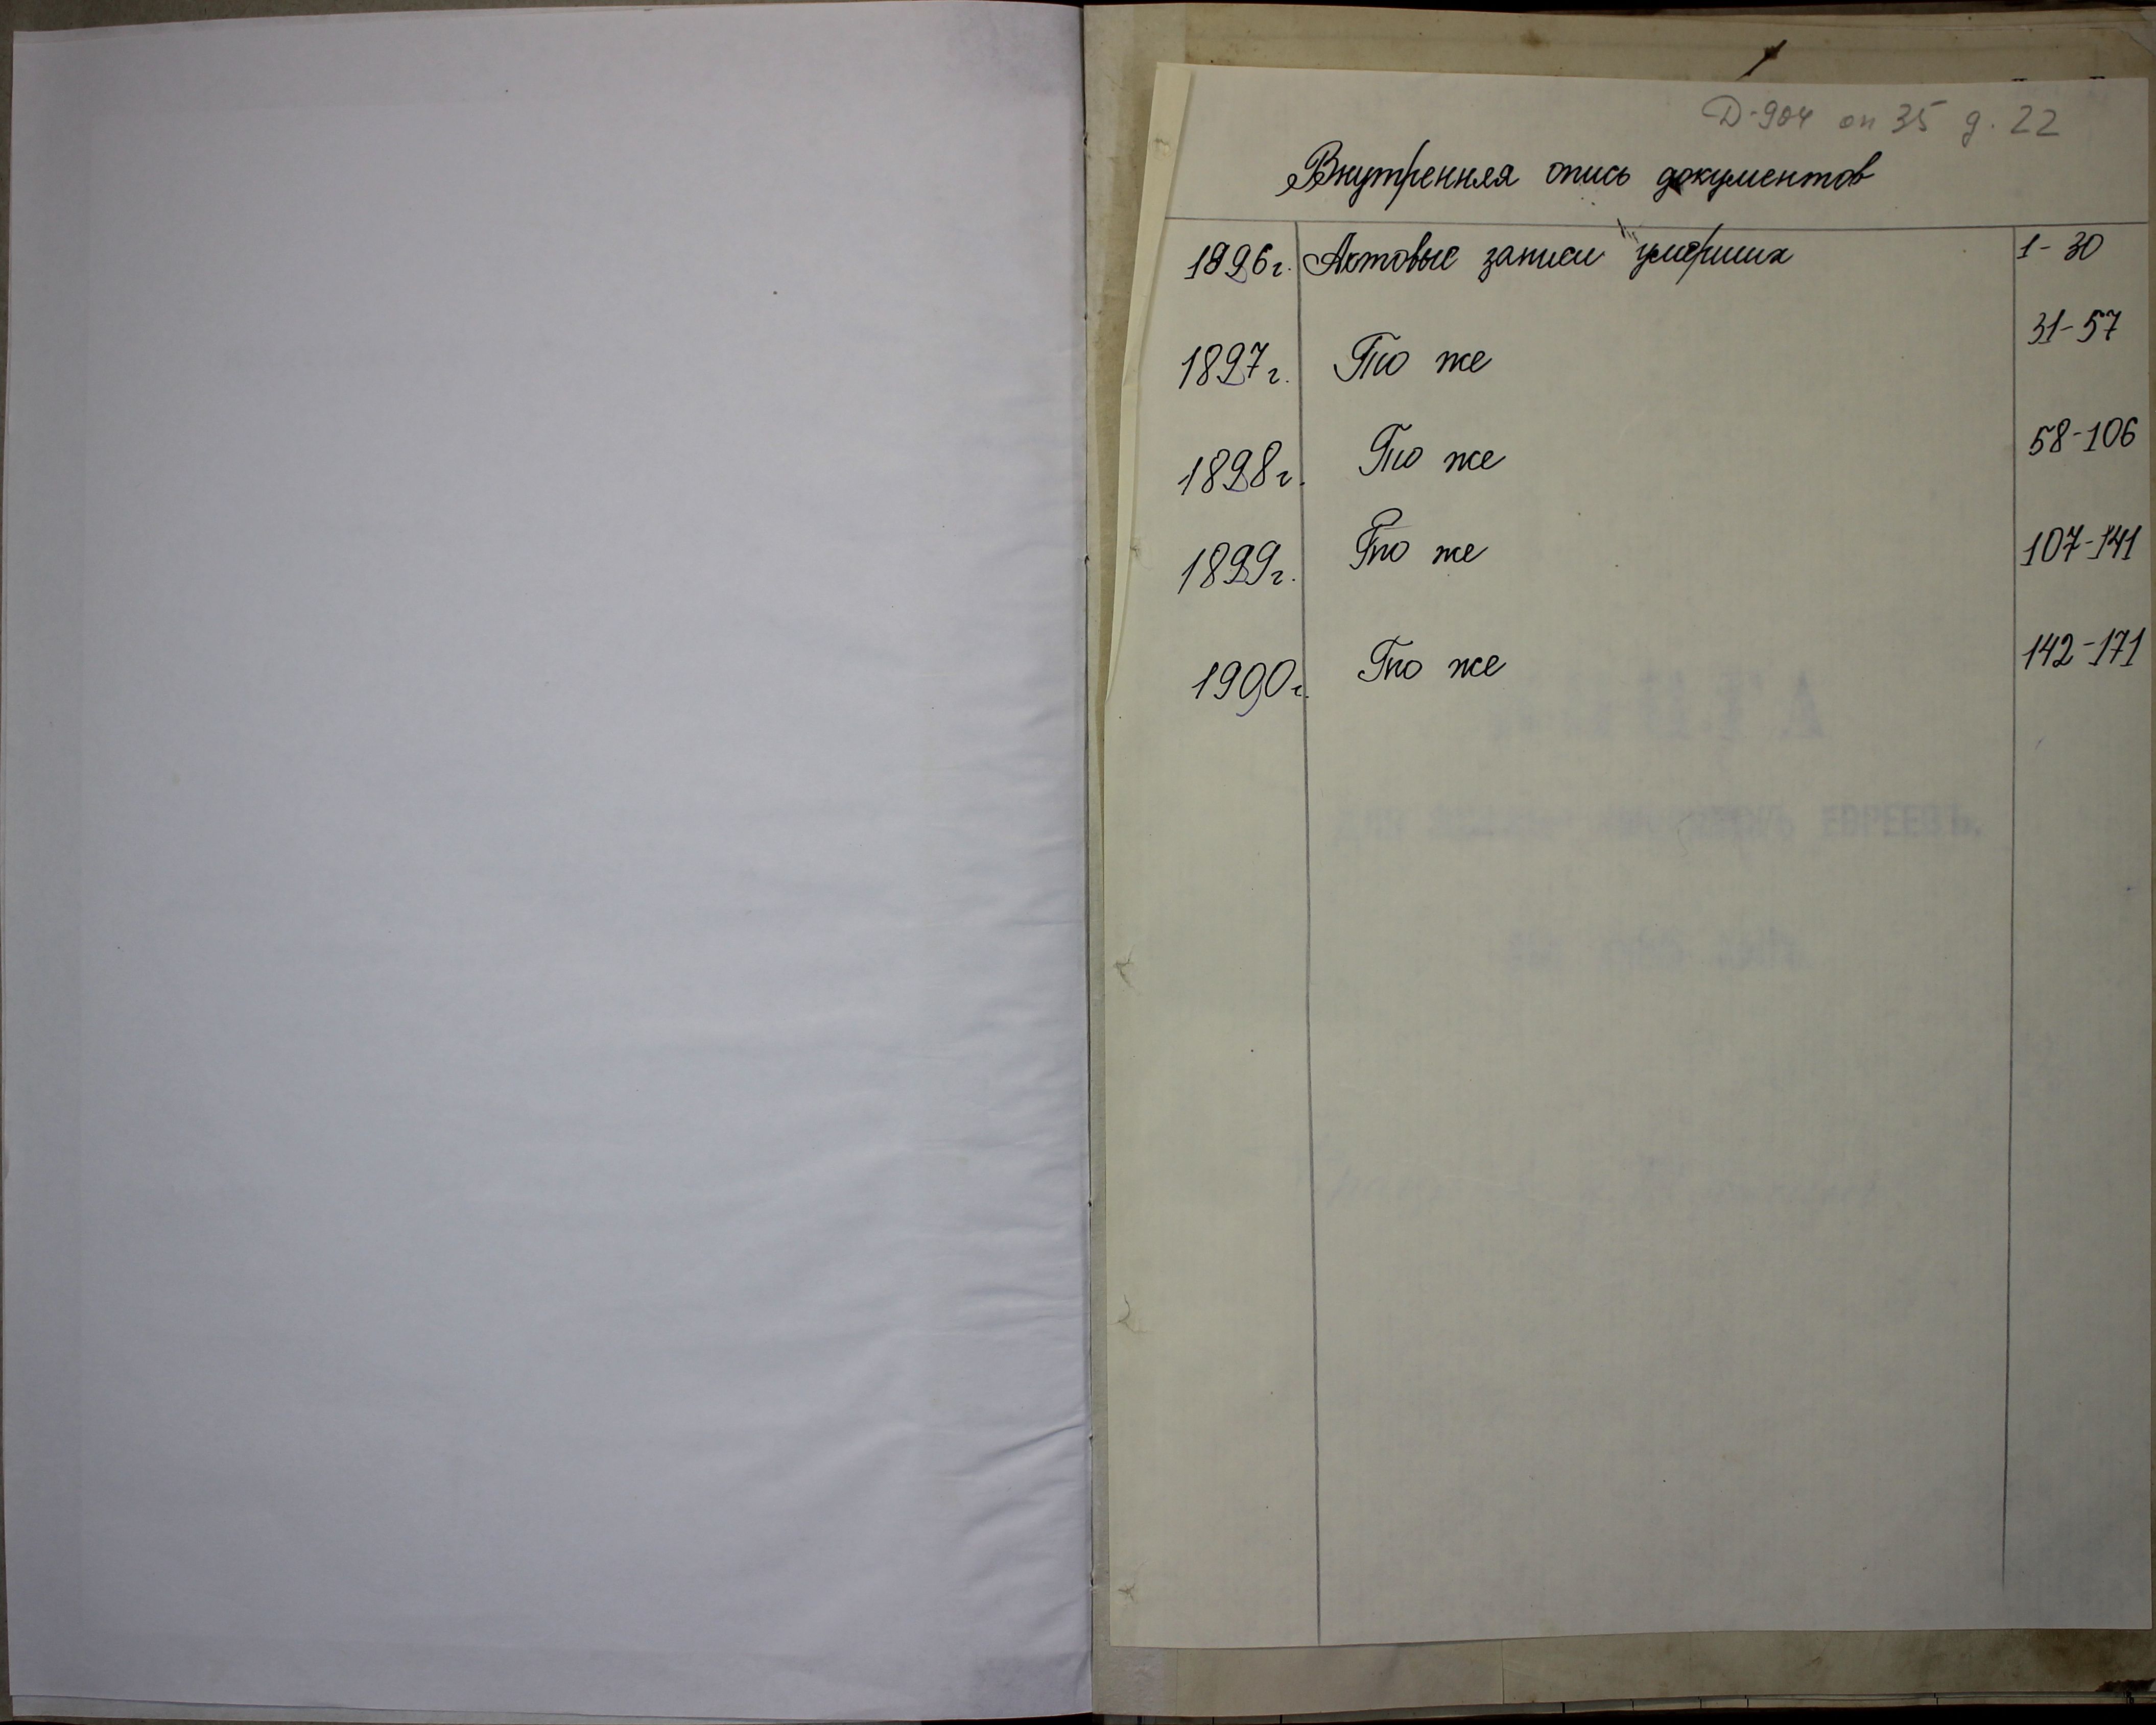 Д-904 оп 35 д. 22
Внутренняя опись документов
1896г. Актовые записи умерших 1-30
1897г. То же 31-57
1898г. То же 58-106
1899г. То же 107-141
1900г. То же 142-171